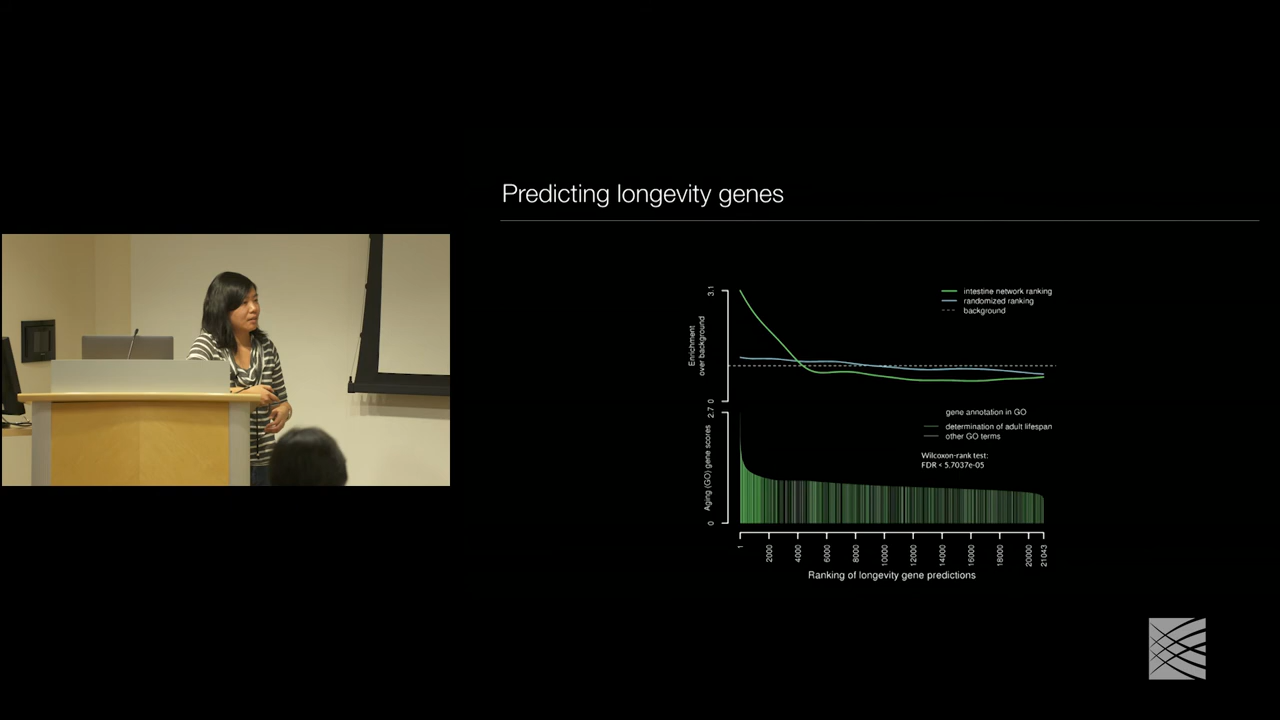 Predicting longevity genes
3.1
0
Enrichment
over background
intestine network ranking
randomized ranking
background
2.7
0
Aging (GO) gene scores
gene annotation in GO
determination of adult lifespan
other GO terms
Wilcoxon-rank test:
FDR < 5.7037e-05
1
2000
4000
6000
8000
10000
12000
14000
16000
18000
20000
21043
Ranking of longevity gene predictions